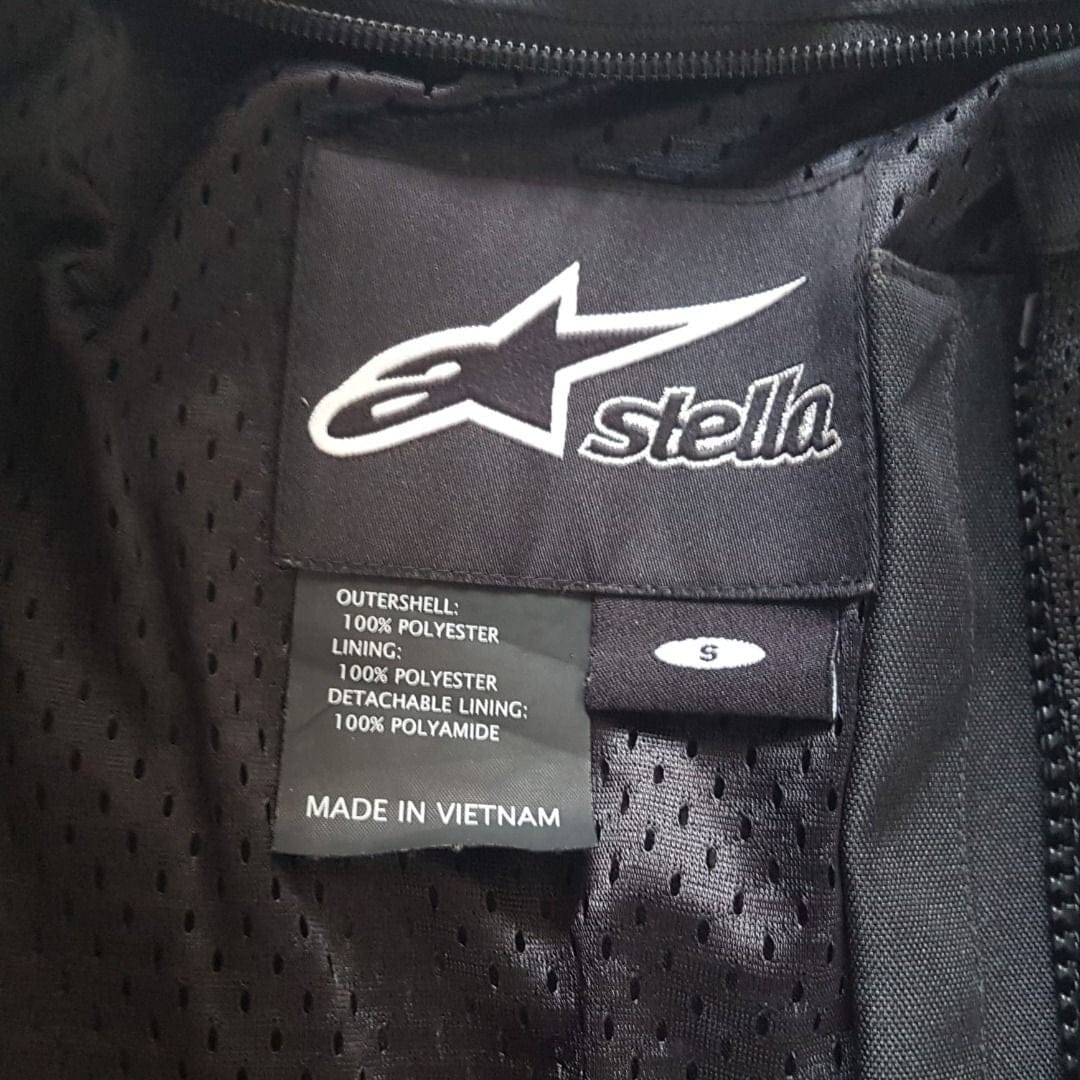 stella
OUTERSHELL:
100% POLYESTER
LINING:
100% POLYESTER
DETACHABLE LINING:
100% POLYAMIDE
MADE IN VIETNAM
S